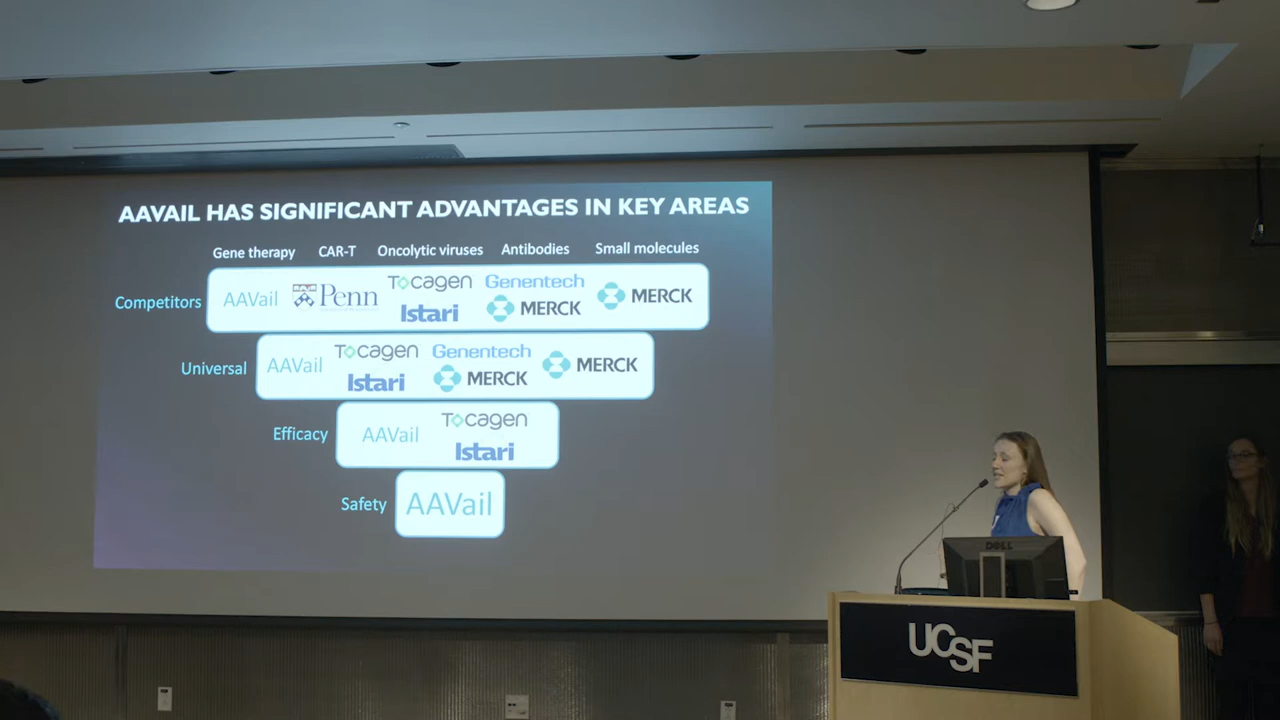 AAVAIL HAS SIGNIFICANT ADVANTAGES IN KEY AREAS
Gene therapy CAR-T Oncolytic viruses Antibodies Small molecules
Competitors AAVail Penn Tocagen Istari Genentech MERCK MERCK
Universal AAVail Tocagen Istari Genentech MERCK MERCK
Efficacy AAVail Tocagen Istari
Safety AAVail
DELL
UCSF